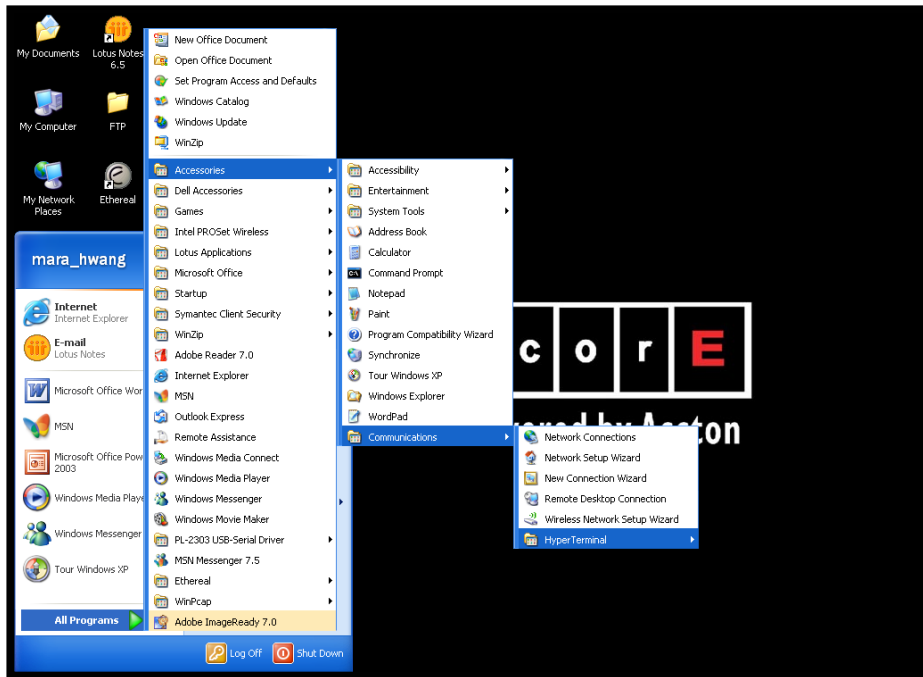 My Documents
Lotus Notes
6.5
My Computer
FTP
My Network
Places
Ethereal
mara_hwang
Internet
Internet Explorer
E-mail
Lotus Notes
Microsoft Office Wor
MSN
Microsoft Office Pow
2003
Windows Media Playe
Windows Messenger
Tour Windows XP
All Programs
Log Off
Shut Down
New Office Document
Open Office Document
Set Program Access and Defaults
Windows Catalog
Windows Update
WinZip
Accessories
Dell Accessories
Games
Intel PROSet Wireless
Lotus Applications
Microsoft Office
Startup
Symantec Client Security
WinZip
Adobe Reader 7.0
Internet Explorer
MSN
Outlook Express
Remote Assistance
Windows Media Connect
Windows Media Player
Windows Messenger
Windows Movie Maker
PL-2303 USB-Serial Driver
MSN Messenger 7.5
Ethereal
WinPcap
Adobe ImageReady 7.0
Accessibility
Entertainment
System Tools
Address Book
Calculator
Command Prompt
Notepad
Paint
Program Compatibility Wizard
Synchronize
Tour Windows XP
Windows Explorer
WordPad
Communications
Network Connections
Network Setup Wizard
New Connection Wizard
Remote Desktop Connection
Wireless Network Setup Wizard
HyperTerminal
c o r E